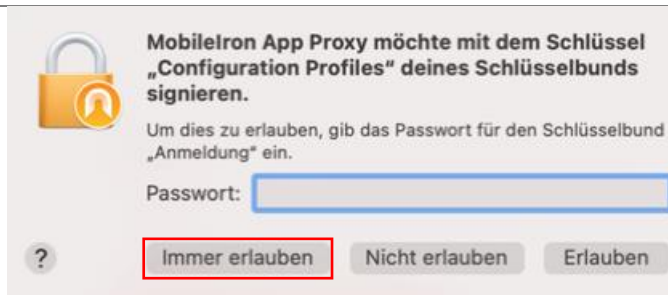 MobileIron App Proxy möchte mit dem Schlüssel
„Configuration Profiles“ deines Schlüsselbunds
signieren.
Um dies zu erlauben, gib das Passwort für den Schlüsselbund
„Anmeldung“ ein.
Passwort:
?
Immer erlauben
Nicht erlauben
Erlauben